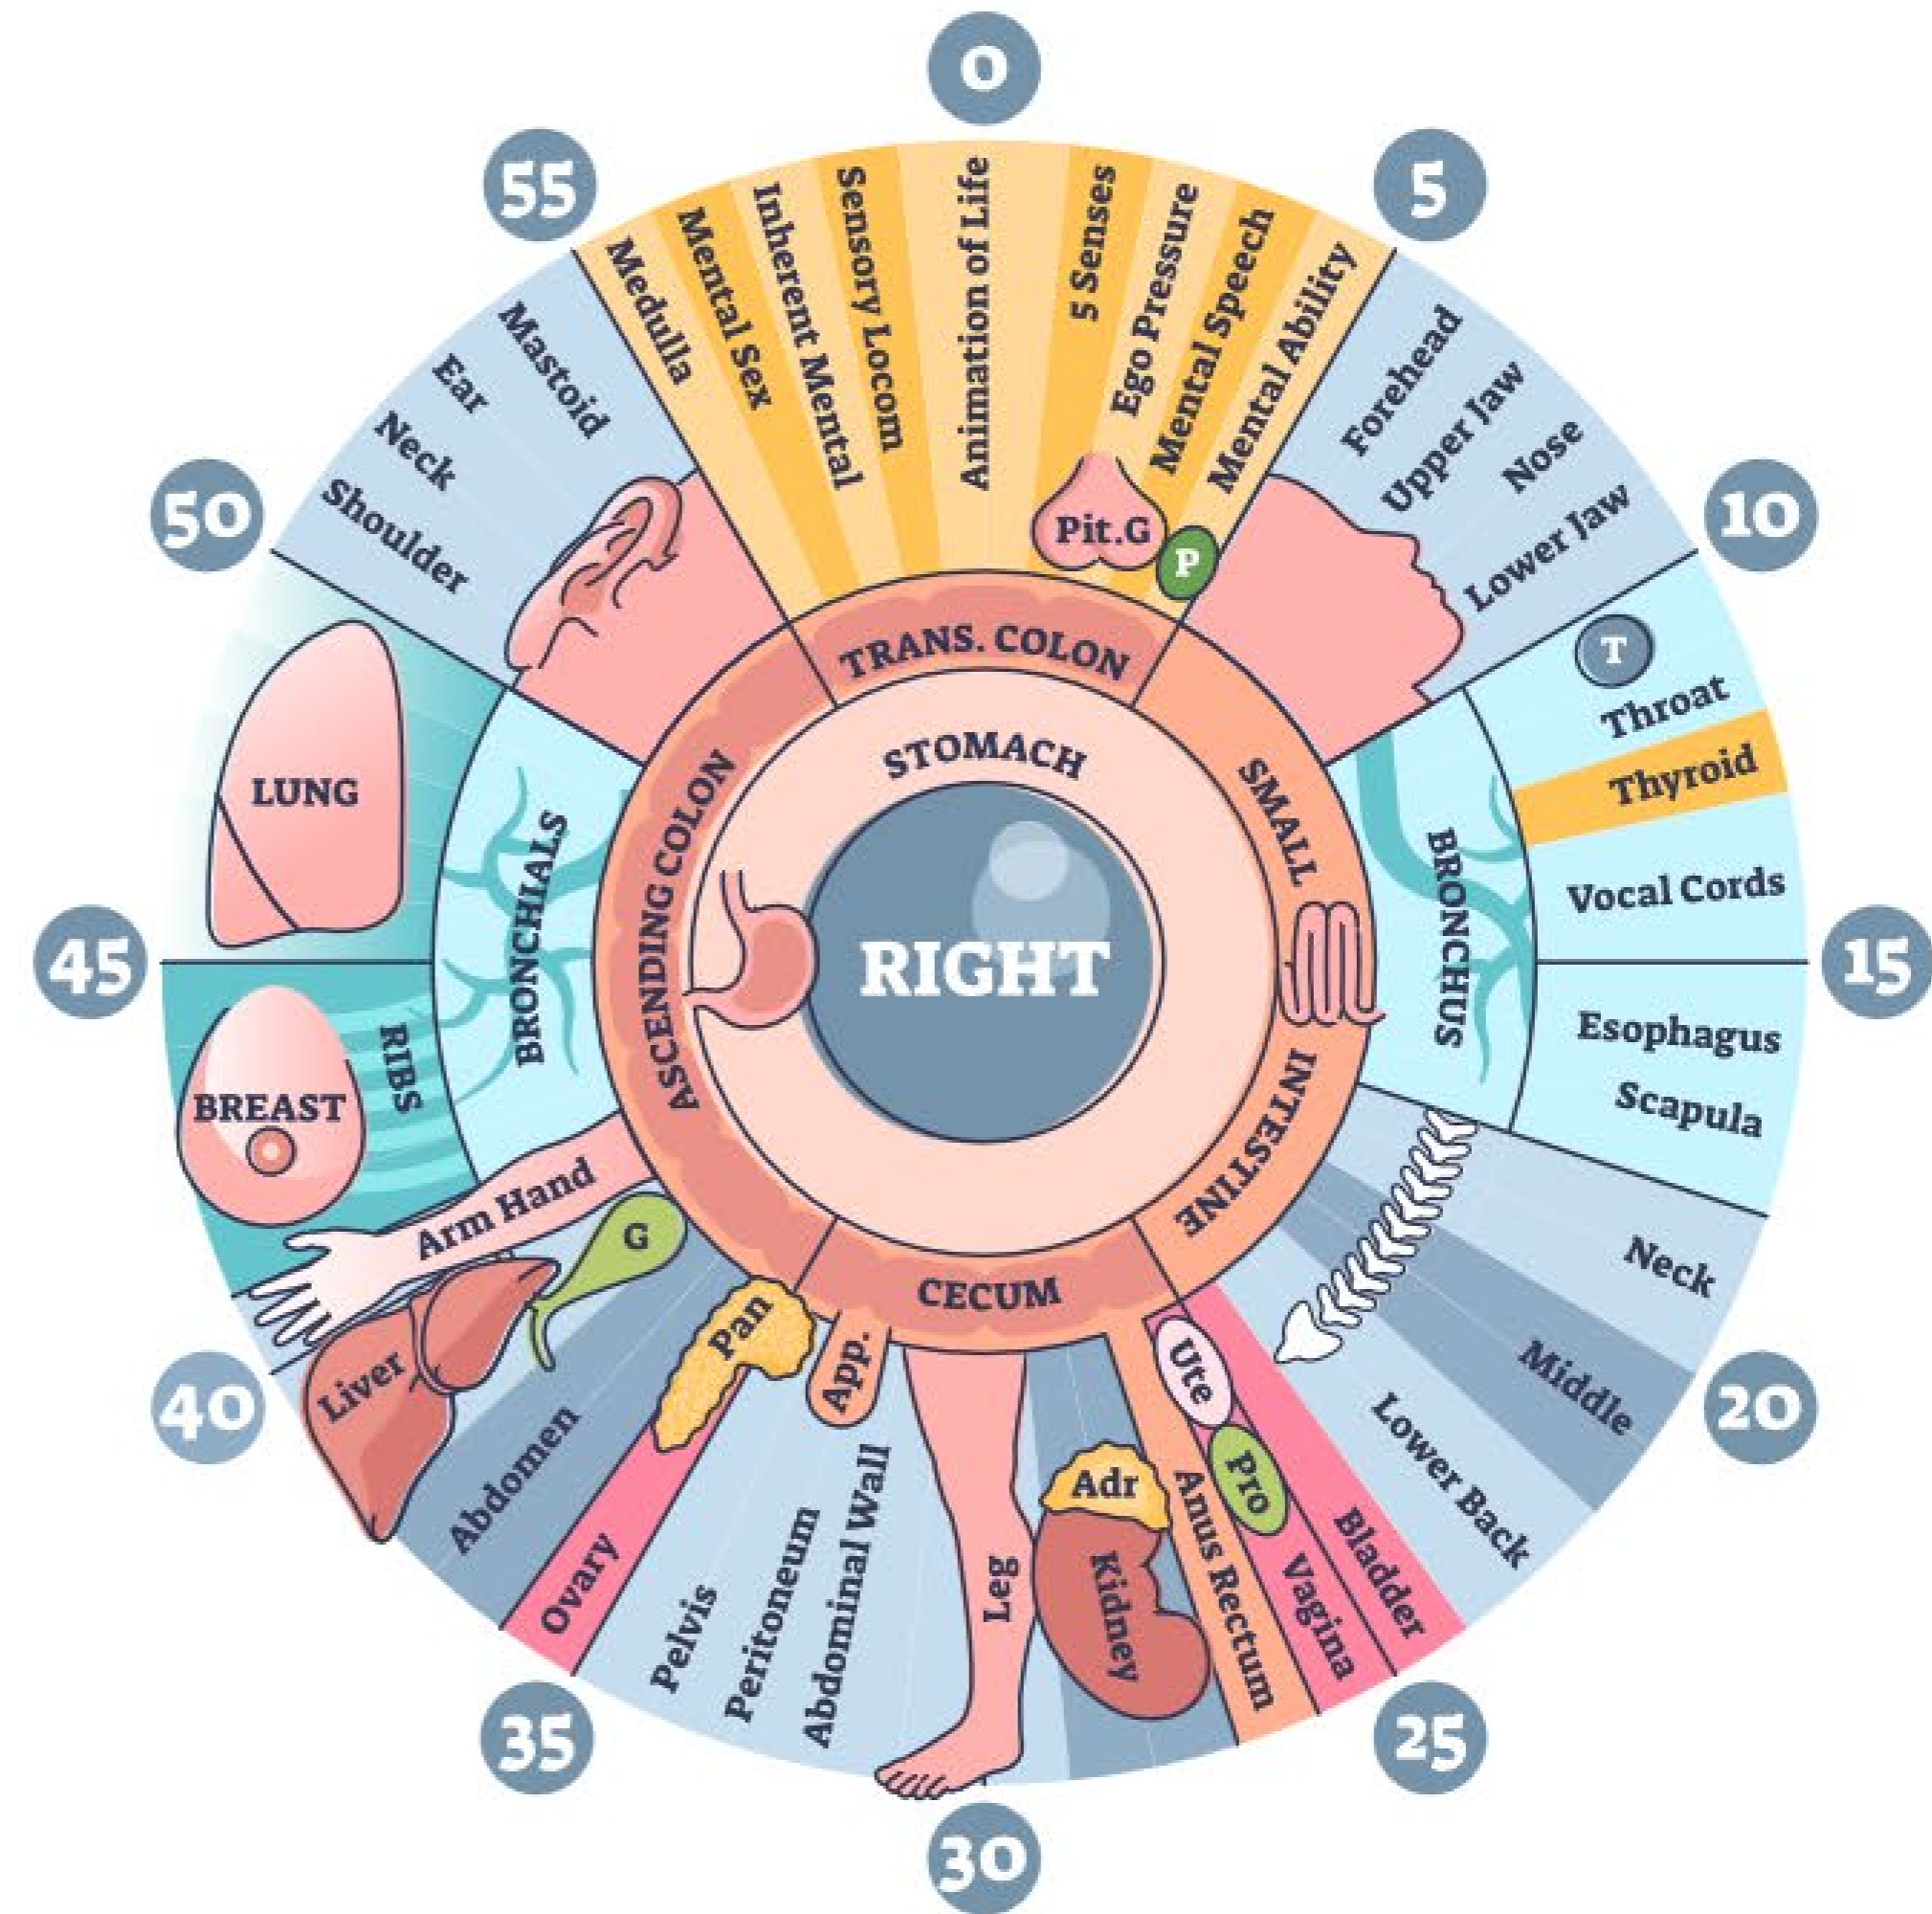 0
5
10
15
20
25
30
35
40
45
50
55
Animation of Life
5 Senses
Ego Pressure
Mental Speech
Mental Ability
Pit.G
P
Forehead
Upper Jaw
Nose
Lower Jaw
T
Throat
Thyroid
Vocal Cords
BRONCHUS
Esophagus
Scapula
Neck
Middle
Lower Back
Bladder
Ute
Pro
Vagina
Anus Rectum
Adr
Kidney
Leg
Abdominal Wall
Peritoneum
Pelvis
App.
Pan
Ovary
Abdomen
Liver
G
Arm Hand
BREAST
RIBS
BRONCHIALS
LUNG
Shoulder
Neck
Ear
Mastoid
Medulla
Mental Sex
Inherent Mental
Sensory Locom
TRANS. COLON
SMALL INTESTINE
CECUM
ASCENDING COLON
STOMACH
RIGHT